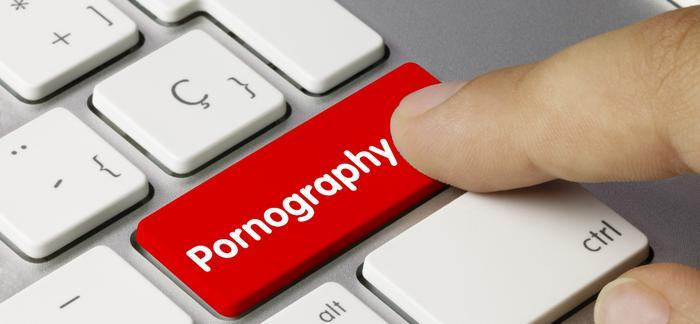 * + ]
Ç }
¨ ´ {
Pornography
ctrl
alt